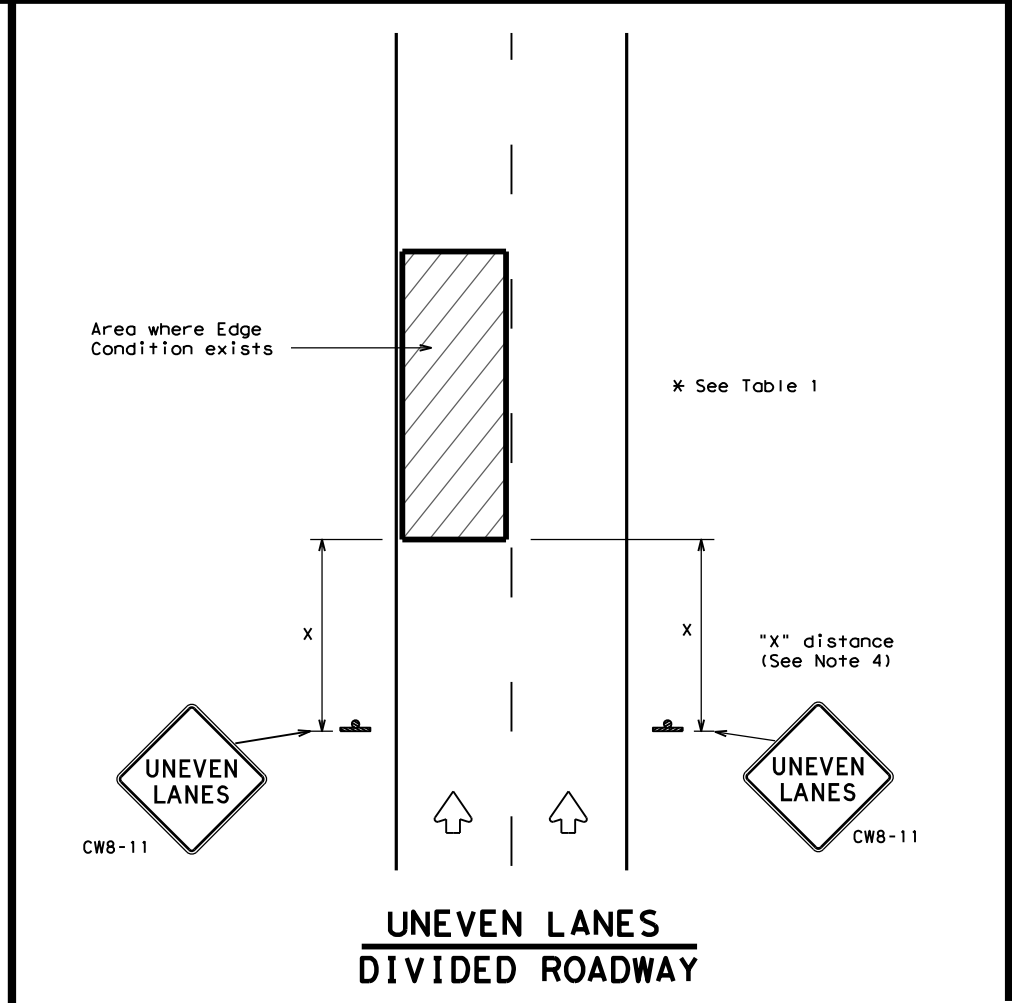 Area where Edge
Condition exists
* See Table 1
X
X
"X" distance
(See Note 4)
UNEVEN
LANES
CW8-11
UNEVEN
LANES
CW8-11
UNEVEN LANES
DIVIDED ROADWAY